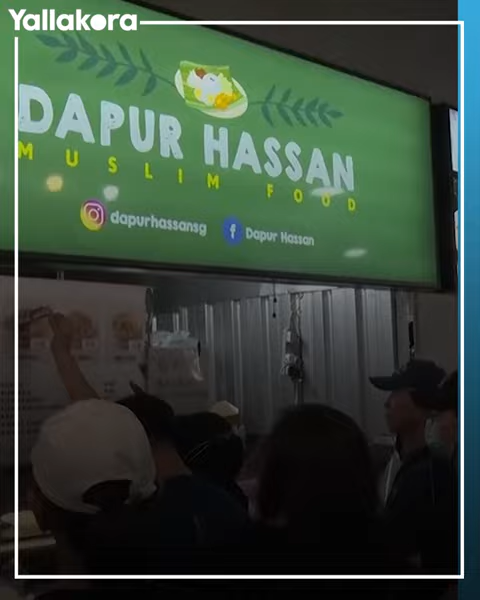 Yallakora
DAPUR HASSAN
MUSLIM FOOD
dapurhassansg
Dapur Hassan